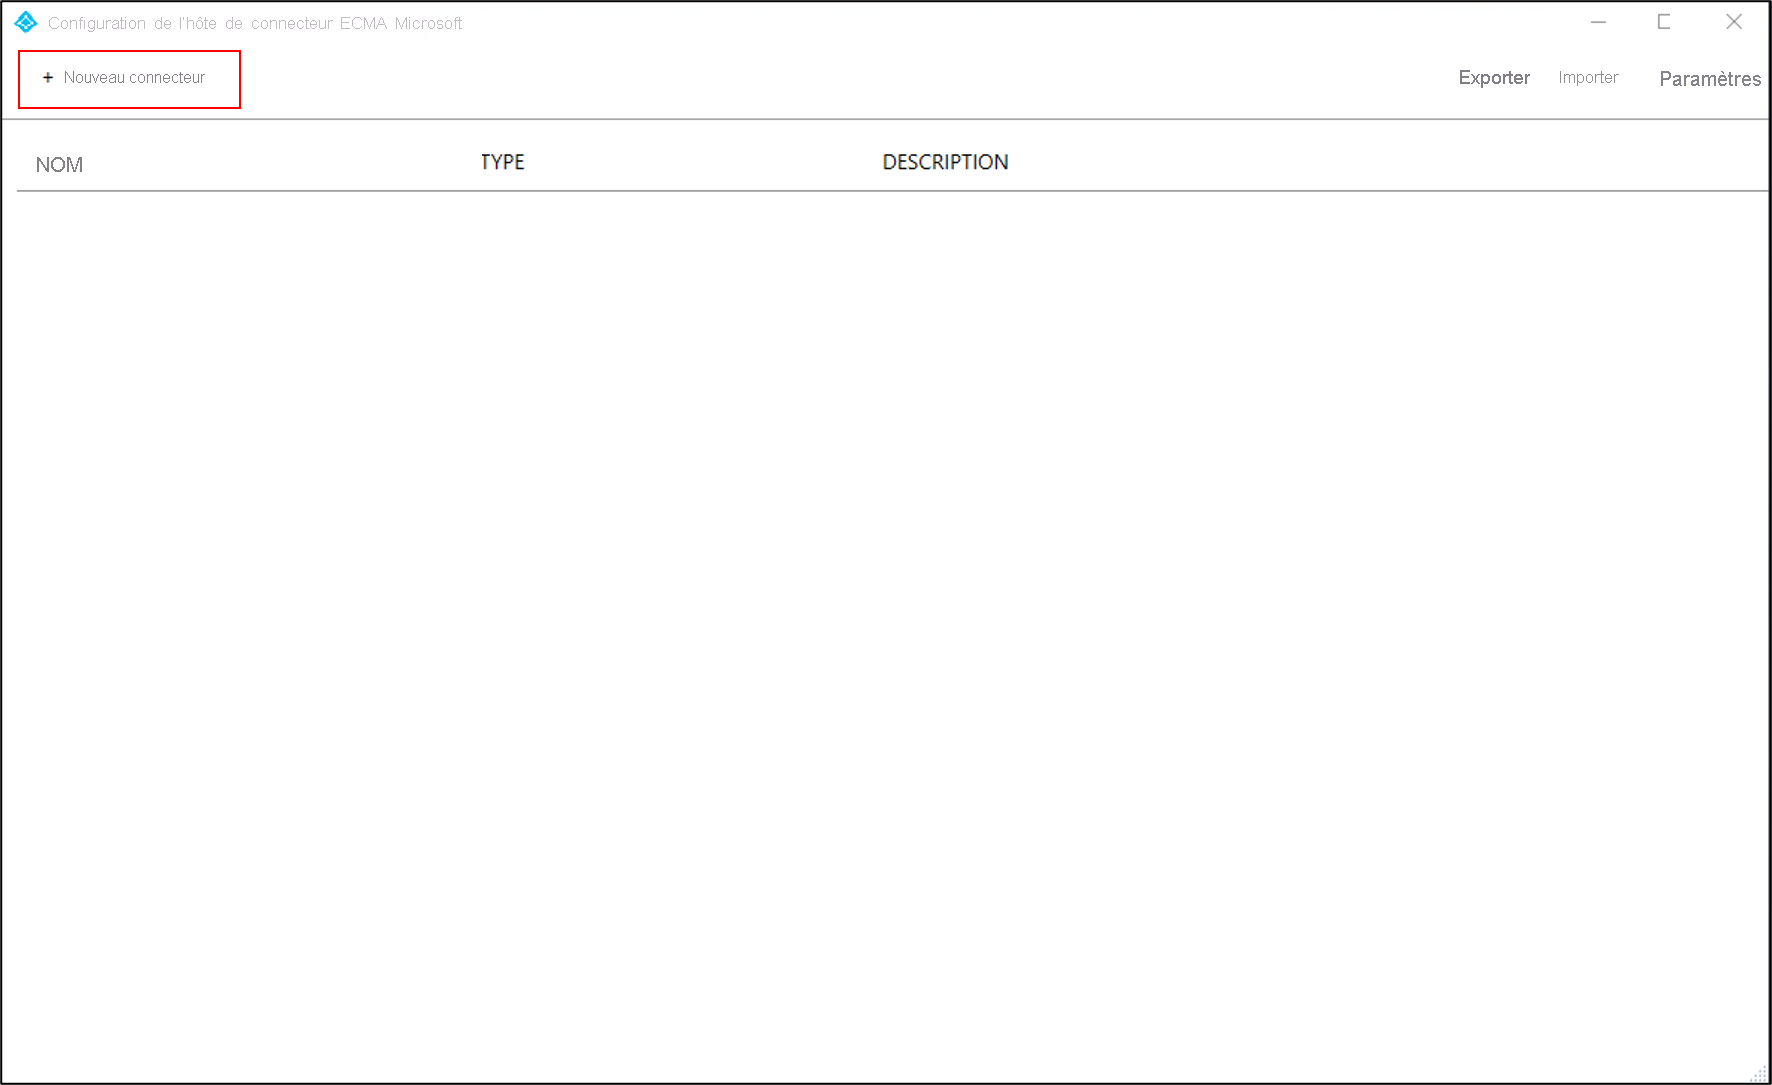 Configuration de l'hôte de connecteur ECMA Microsoft
+ Nouveau connecteur
Exporter Importer Paramètres
NOM TYPE DESCRIPTION